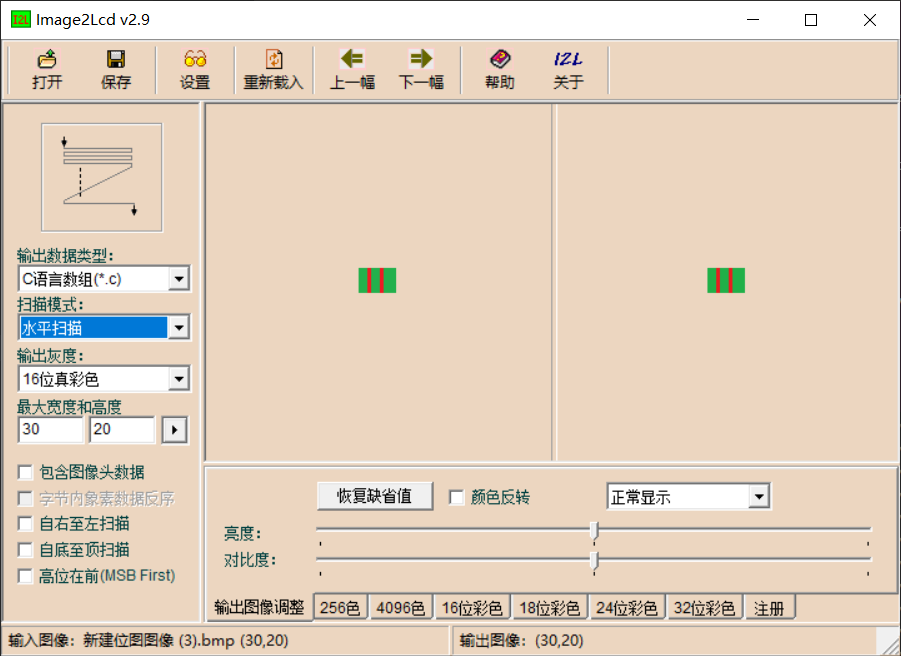 I2L Image2Lcd v2.9
打开 保存 设置 重新载入 上一幅 下一幅 帮助 I2L 关于
输出数据类型:
C语言数组(*.c)
扫描模式:
水平扫描
输出灰度:
16位真彩色
最大宽度和高度
30 20
包含图像头数据
字节内象素数据反序
自右至左扫描
自底至顶扫描
高位在前(MSB First)
恢复缺省值 颜色反转 正常显示
亮度:
对比度:
输出图像调整 256色 4096色 16位彩色 18位彩色 24位彩色 32位彩色 注册
输入图像: 新建位图图像 (3).bmp (30,20) 输出图像: (30,20)